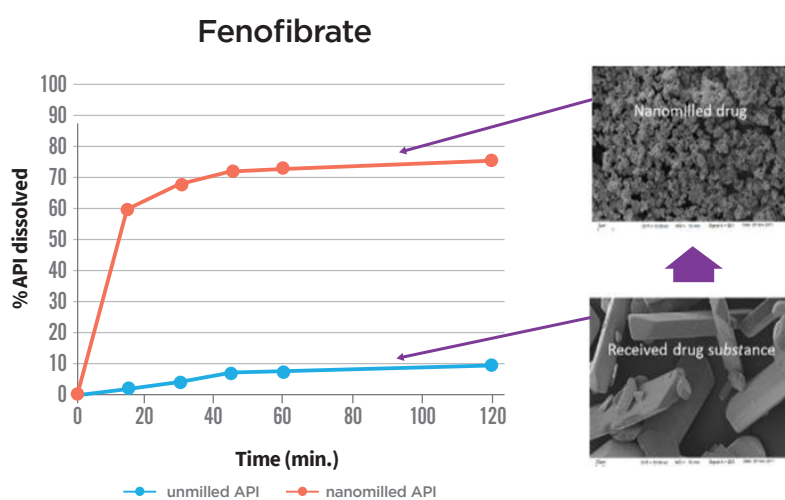 Fenofibrate
% API dissolved
100
90
80
70
60
50
40
30
20
10
0
0 20 40 60 80 100 120
Time (min.)
unmilled API nanomilled API
Nanomilled drug
Received drug substance